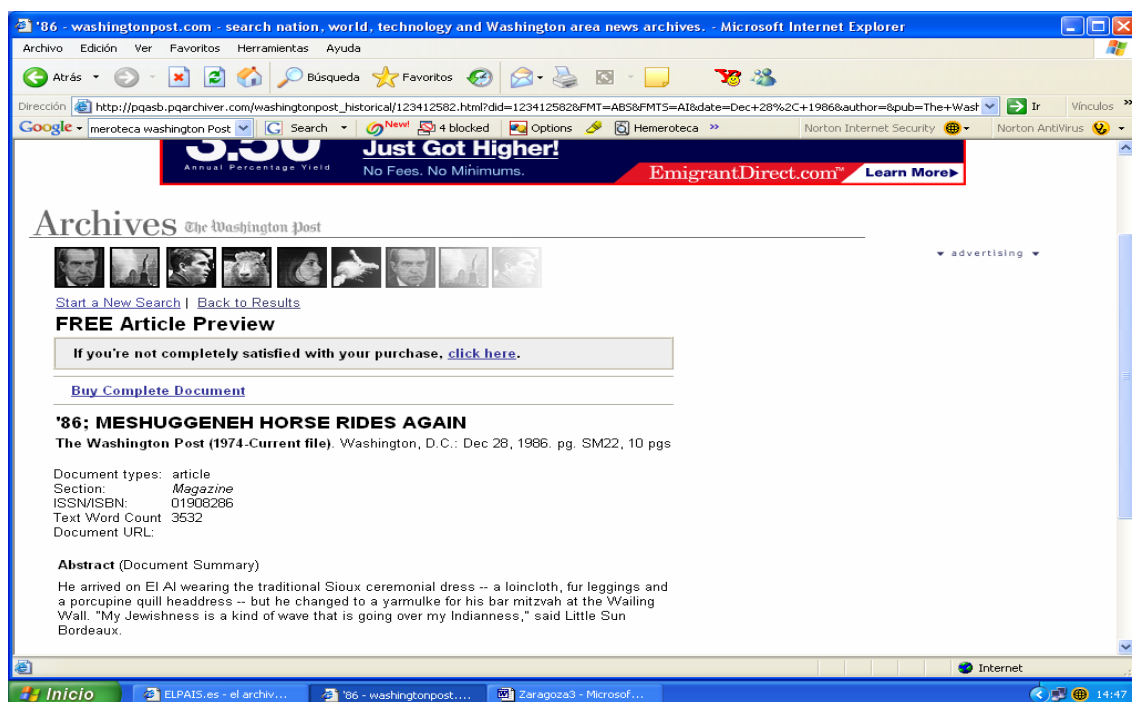 '86 - washingtonpost.com - search nation, world, technology and Washington area news archives. - Microsoft Internet Explorer
Archivo Edición Ver Favoritos Herramientas Ayuda
Atrás Búsqueda Favoritos
Dirección http://pqasb.pqarchiver.com/washingtonpost_historical/123412582.html?did=123412582&FMT=ABS&FMTS=AI&date=Dec+28%2C+1986&author=&pub=The+Wash Ir Vínculos »
Google meroteca washington Post Search New! 4 blocked Options Hemeroteca » Norton Internet Security Norton AntiVirus
3.50 Just Got Higher!
Annual Percentage Yield No Fees. No Minimums. EmigrantDirect.com™ Learn More
Archives The Washington Post
advertising
Start a New Search | Back to Results
FREE Article Preview
If you're not completely satisfied with your purchase, click here.
Buy Complete Document
'86; MESHUGGENEH HORSE RIDES AGAIN
The Washington Post (1974-Current file). Washington, D.C.: Dec 28, 1986. pg. SM22, 10 pgs
Document types: article
Section: Magazine
ISSN/ISBN: 01908286
Text Word Count 3532
Document URL:
Abstract (Document Summary)
He arrived on El Al wearing the traditional Sioux ceremonial dress -- a loincloth, fur leggings and
a porcupine quill headdress -- but he changed to a yarmulke for his bar mitzvah at the Wailing
Wall. "My Jewishness is a kind of wave that is going over my Indianness," said Little Sun
Bordeaux.
Internet
Inicio ELPAIS.es - el archiv... '86 - washingtonpost.... Zaragoza3 - Microsof... 14:47